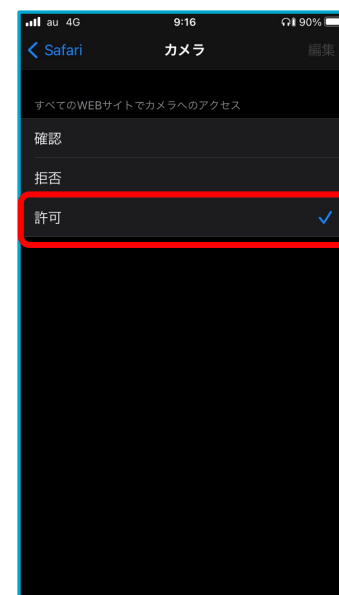 au 4G 9:16 90%
Safari カメラ 編集
すべてのWEBサイトでカメラへのアクセス
確認
拒否
許可